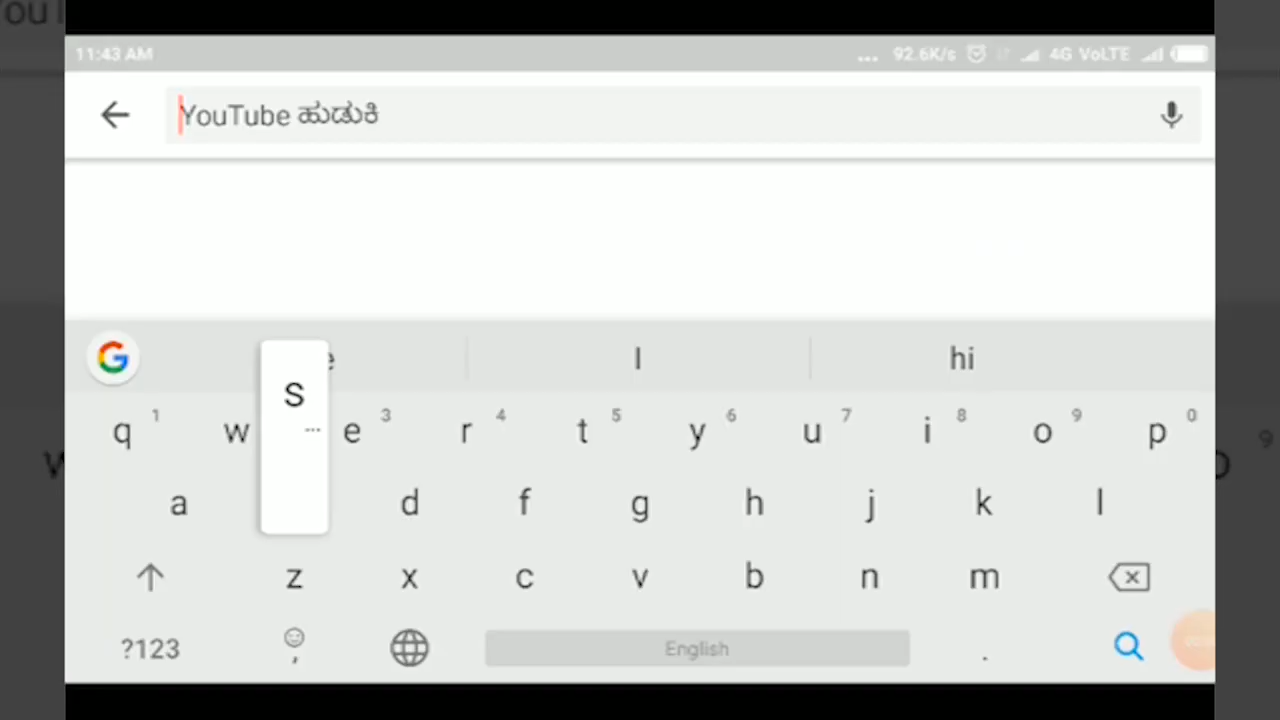 11:43 AM ... 92.6K/s 4G VoLTE
YouTube ಹುಡುಕಿ
I hi
q 1 w e 3 r 4 t 5 y 6 u 7 i 8 o 9 p 0
a S ... d f g h j k l
z x c v b n m
?123 , English .